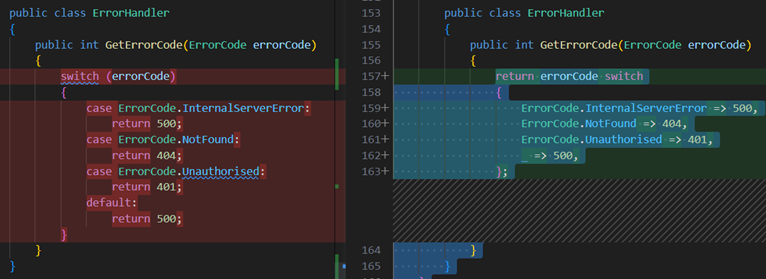 public class ErrorHandler
{
    public int GetErrorCode(ErrorCode errorCode)
    {
        switch (errorCode)
        {
            case ErrorCode.InternalServerError:
                return 500;
            case ErrorCode.NotFound:
                return 404;
            case ErrorCode.Unauthorised:
                return 401;
            default:
                return 500;
        }
    }
}
153 public class ErrorHandler
154 {
155     public int GetErrorCode(ErrorCode errorCode)
156     {
157+ return errorCode switch
158 {
159+ ErrorCode.InternalServerError => 500,
160+ ErrorCode.NotFound => 404,
161+ ErrorCode.Unauthorised => 401,
162+ _ => 500,
163+ };
164 }
165 }